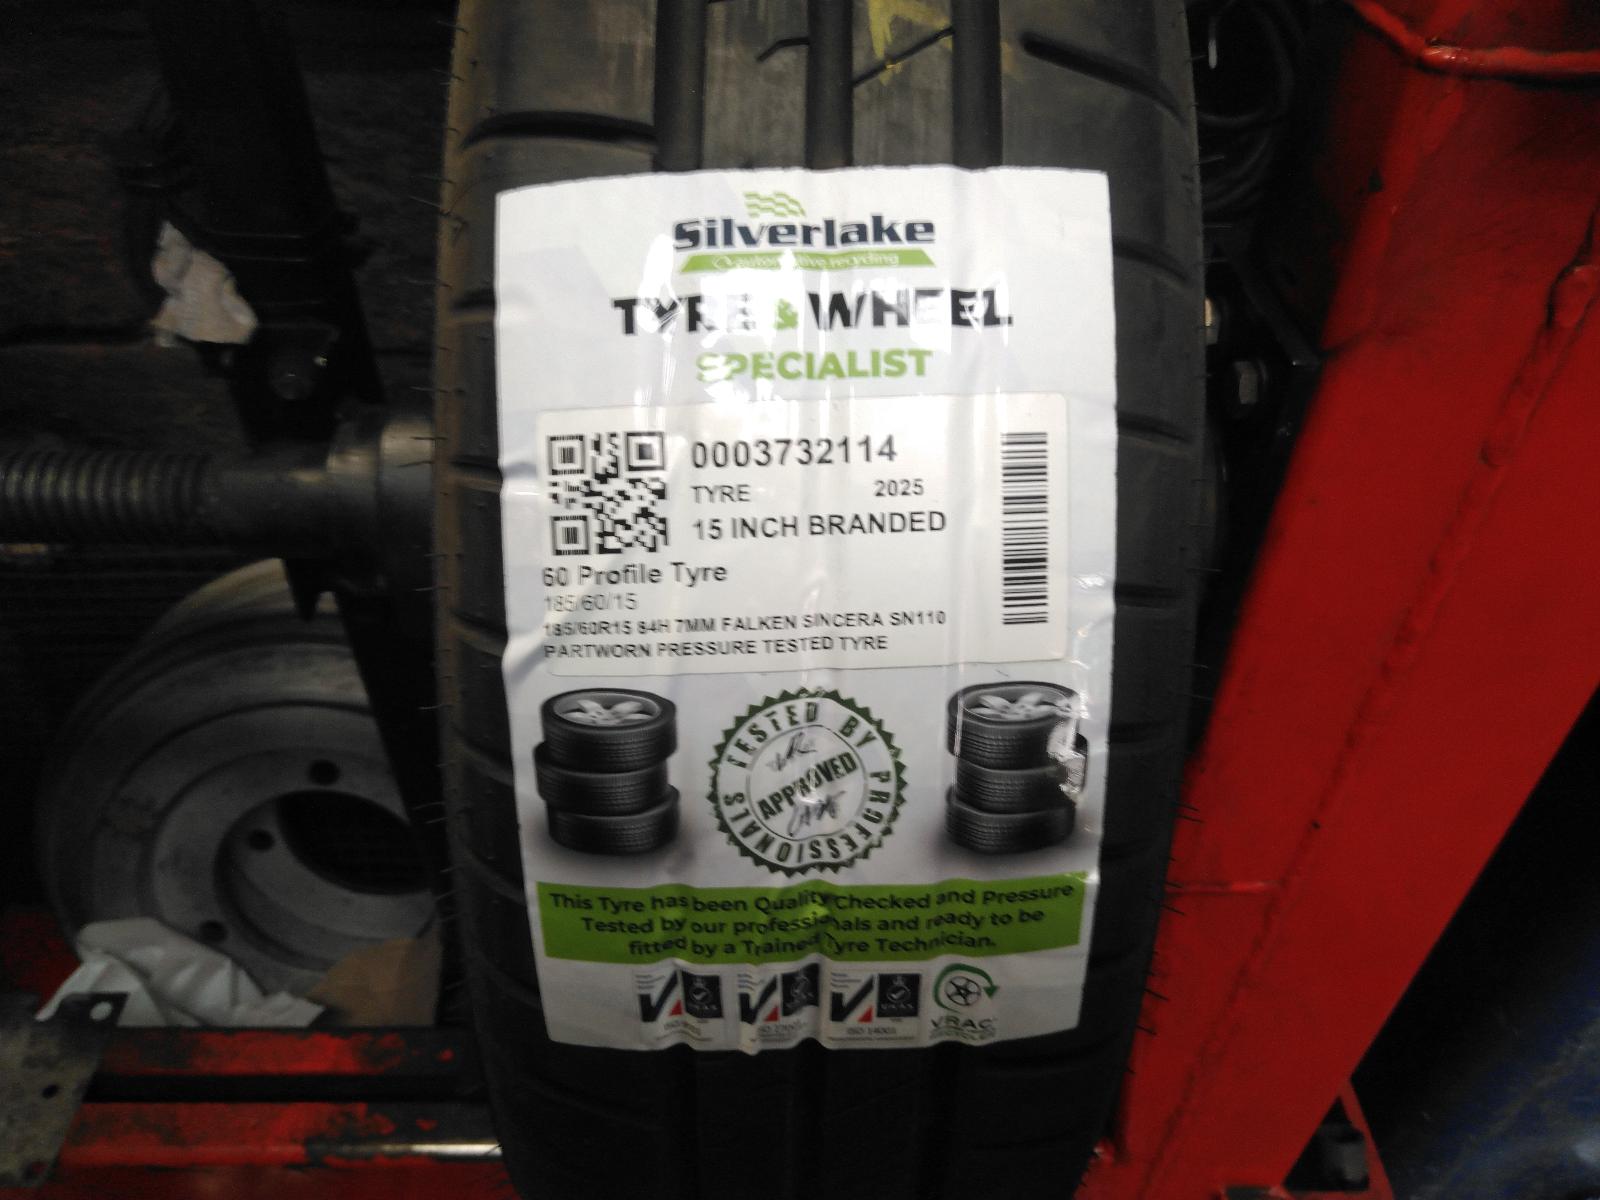 Silverlake
automotive recycling
TYRE & WHEEL
SPECIALIST
0003732114
TYRE 2025
15 INCH BRANDED
60 Profile Tyre
185/60/15
185/60R15 84H 7MM FALKEN SINCERA SN110
PARTWORN PRESSURE TESTED TYRE
TESTED BY PROFESSIONALS
APPROVED
This Tyre has been Quality Checked and Pressure
Tested by our professionals and ready to be
fitted by a Trained Tyre Technician.
ISO 14001
VRAC